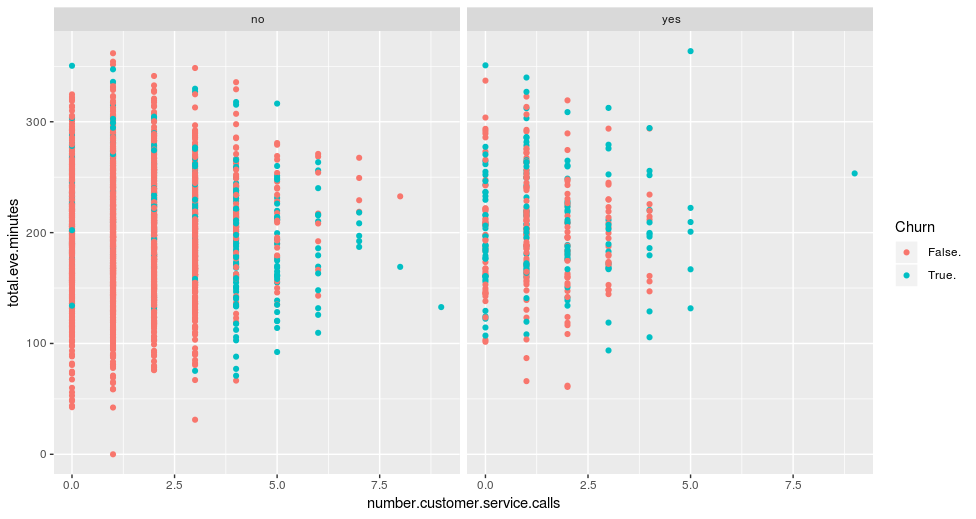 no
yes
300
200
100
0
total.eve.minutes
0.0
2.5
5.0
7.5
0.0
2.5
5.0
7.5
number.customer.service.calls
Churn
False.
True.